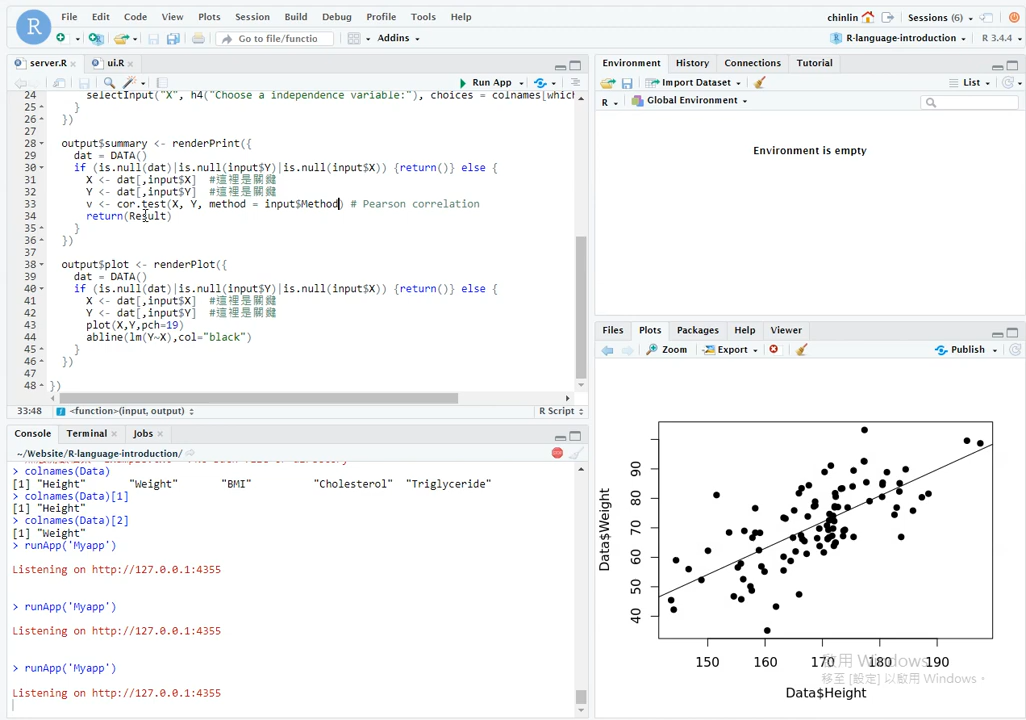 File Edit Code View Plots Session Build Debug Profile Tools Help
chinlin Sessions (6)
Go to file/functio Addins
R-language-introduction R 3.4.4
server.R ui.R
Run App
24 selectInput("X", h4("Choose a independence variable:"), choices = colnames[whic
25 }
26 })
27
28 output$summary <- renderPrint({
29 dat = DATA()
30 if (is.null(dat)|is.null(input$Y)|is.null(input$X)) {return()} else {
31 X <- dat[,input$X] #這裡是關鍵
32 Y <- dat[,input$Y] #這裡是關鍵
33 v <- cor.test(X, Y, method = input$Method) # Pearson correlation
34 return(Result)
35 }
36 })
37
38 output$plot <- renderPlot({
39 dat = DATA()
40 if (is.null(dat)|is.null(input$Y)|is.null(input$X)) {return()} else {
41 X <- dat[,input$X] #這裡是關鍵
42 Y <- dat[,input$Y] #這裡是關鍵
43 plot(X,Y,pch=19)
44 abline(lm(Y~X),col="black")
45 }
46 })
47
48 })
33:48 <function>(input, output) R Script
Console Terminal Jobs
~/Website/R-language-introduction/
> colnames(Data)
[1] "Height" "Weight" "BMI" "Cholesterol" "Triglyceride"
> colnames(Data)[1]
[1] "Height"
> colnames(Data)[2]
[1] "Weight"
> runApp('Myapp')
Listening on http://127.0.0.1:4355
> runApp('Myapp')
Listening on http://127.0.0.1:4355
> runApp('Myapp')
Listening on http://127.0.0.1:4355
Environment History Connections Tutorial
Import Dataset List
R Global Environment
Environment is empty
Files Plots Packages Help Viewer
Zoom Export Publish
Data$Weight
90
80
70
60
50
40
150 160 170 180 190
Data$Height
啟用 Windows
移至 [設定] 以啟用 Windows。